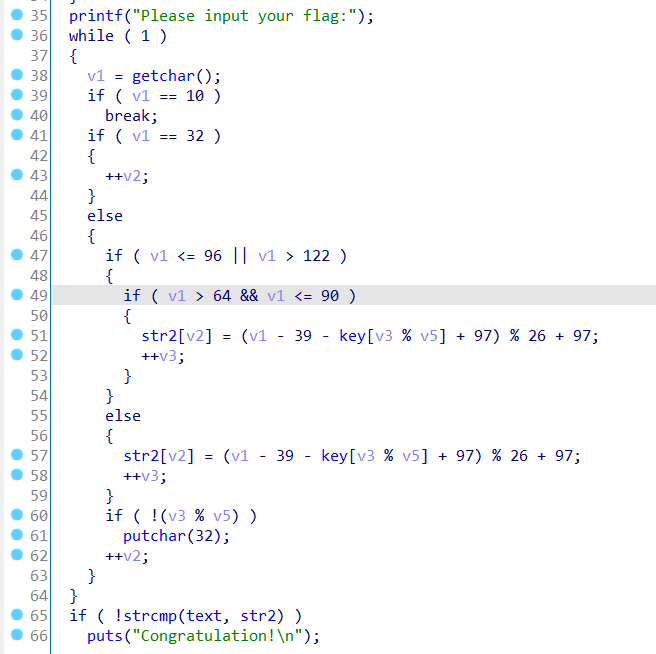 35 printf("Please input your flag:");
36 while ( 1 )
37 {
38 v1 = getchar();
39 if ( v1 == 10 )
40 break;
41 if ( v1 == 32 )
42 {
43 ++v2;
44 }
45 else
46 {
47 if ( v1 <= 96 || v1 > 122 )
48 {
49 if ( v1 > 64 && v1 <= 90 )
50 {
51 str2[v2] = (v1 - 39 - key[v3 % v5] + 97) % 26 + 97;
52 ++v3;
53 }
54 }
55 else
56 {
57 str2[v2] = (v1 - 39 - key[v3 % v5] + 97) % 26 + 97;
58 ++v3;
59 }
60 if ( !(v3 % v5) )
61 putchar(32);
62 ++v2;
63 }
64 }
65 if ( !strcmp(text, str2) )
66 puts("Congratulation!\n");